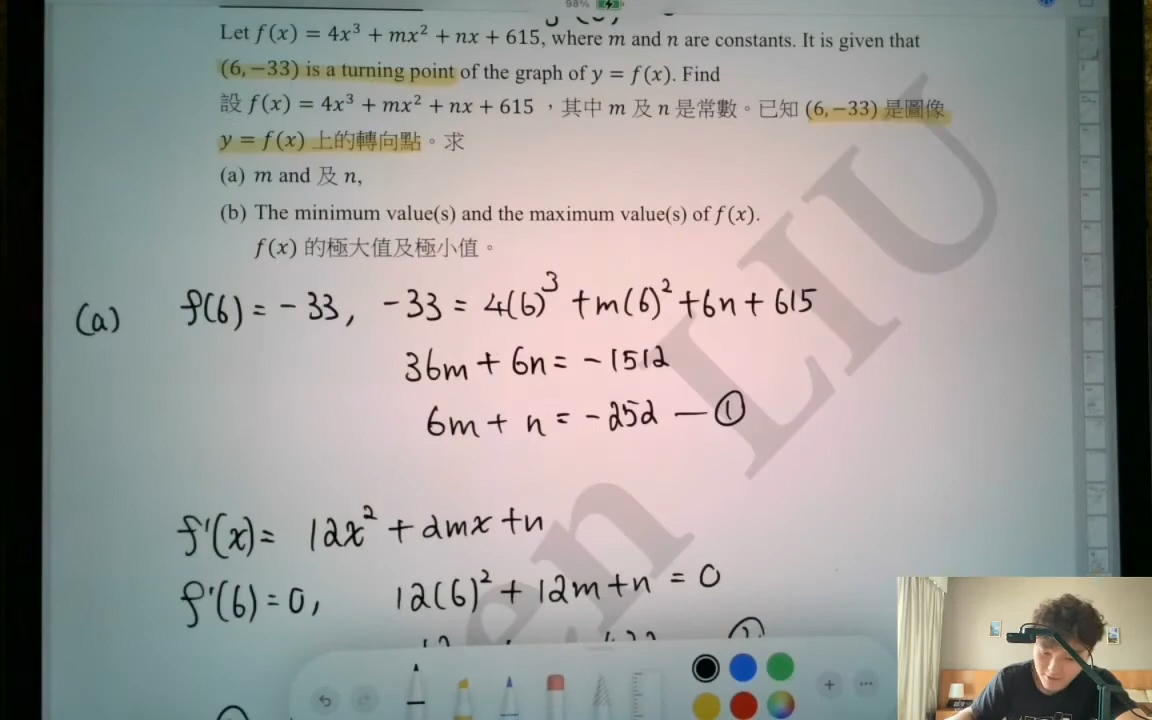 98%
Let f(x) = 4x³ + mx² + nx + 615, where m and n are constants. It is given that
(6, −33) is a turning point of the graph of y = f(x). Find
設 f(x) = 4x³ + mx² + nx + 615 ，其中 m 及 n 是常數。已知 (6, −33) 是圖像
y = f(x) 上的轉向點。求
(a) m and 及 n,
(b) The minimum value(s) and the maximum value(s) of f(x).
f(x) 的極大值及極小值。
(a) f(6) = -33, -33 = 4(6)³ + m(6)² + 6n + 615
36m + 6n = -1512
6m + n = -252 — ①
f'(x) = 12x² + 2mx + n
f'(6) = 0, 12(6)² + 12m + n = 0
en LIU